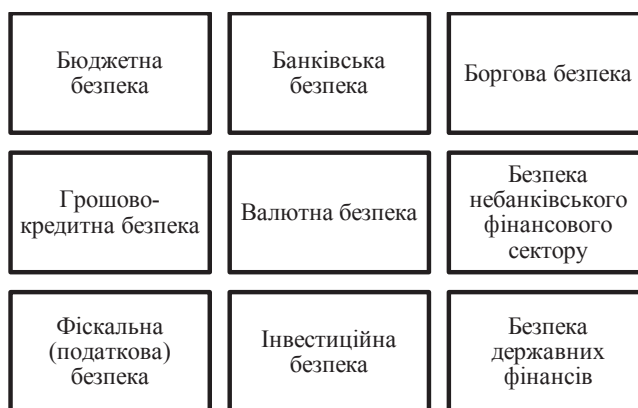 Бюджетна
безпека
Банківська
безпека
Боргова безпека
Грошово-
кредитна безпека
Валютна безпека
Безпека
небанківського
фінансового
сектору
Фіскальна
(податкова)
безпека
Інвестиційна
безпека
Безпека
державних
фінансів